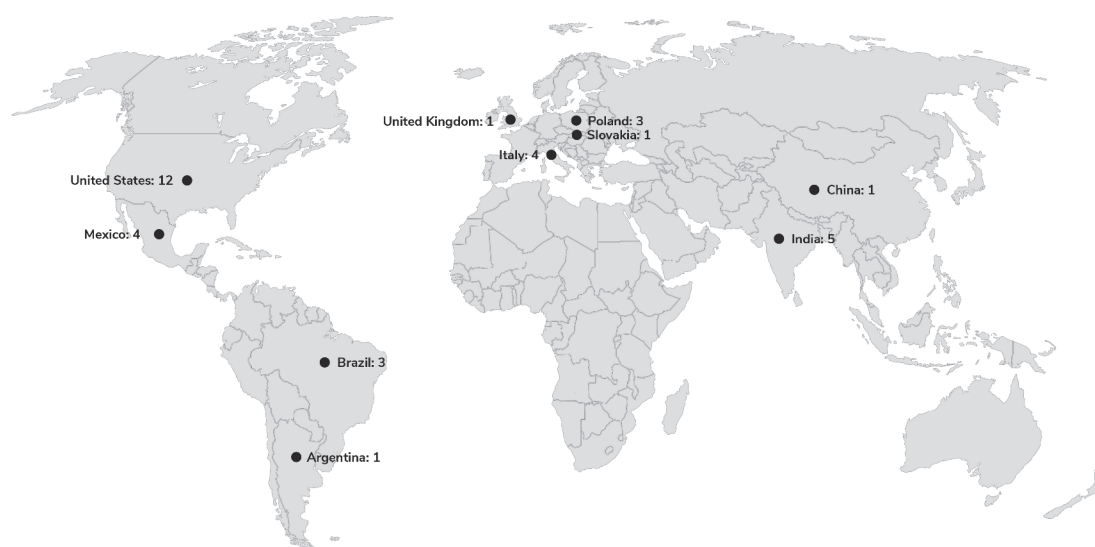 United Kingdom: 1
Poland: 3
Slovakia: 1
Italy: 4
United States: 12
China: 1
Mexico: 4
India: 5
Brazil: 3
Argentina: 1